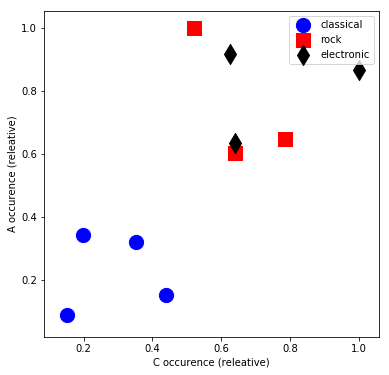 classical
rock
electronic
1.0
0.8
0.6
0.4
0.2
A occurence (releative)
0.2
0.4
0.6
0.8
1.0
C occurence (releative)